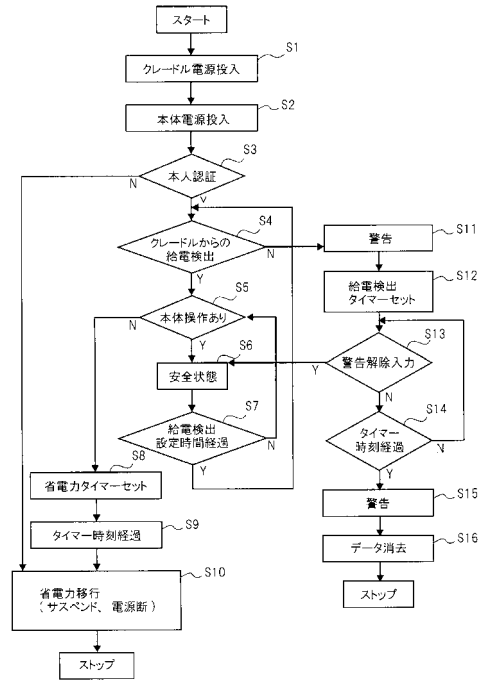 スタート
S1
クレードル電源投入
S2
本体電源投入
S3
本人認証
N
Y
S4
クレードルからの
給電検出
N
Y
S11
警告
S12
給電検出
タイマーセット
S5
本体操作あり
N
Y
S6
安全状態
S13
警告解除入力
Y
N
S7
給電検出
設定時間経過
N
Y
S14
タイマー
時刻経過
N
Y
S8
省電力タイマーセット
S9
タイマー時刻経過
S10
省電力移行
(サスペンド、電源断)
ストップ
S15
警告
S16
データ消去
ストップ